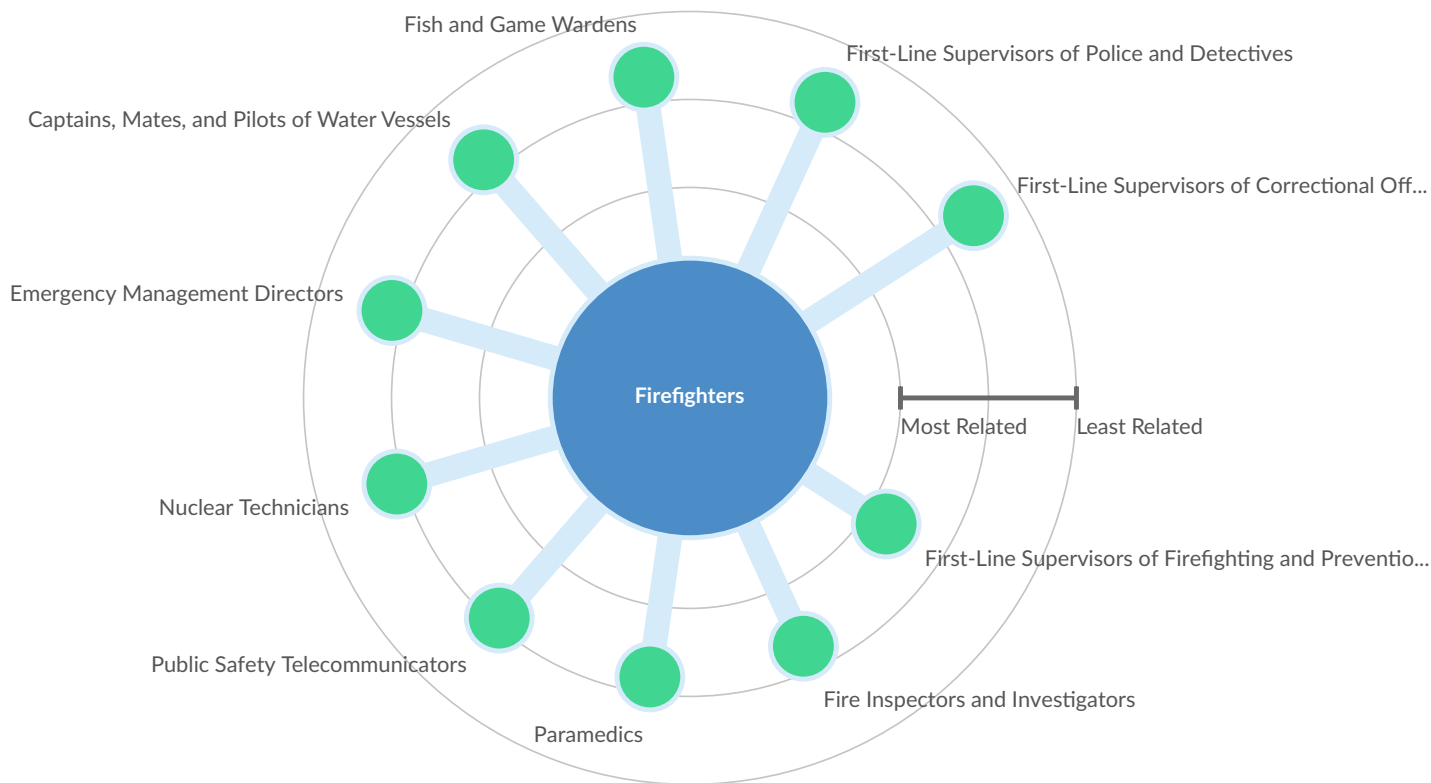 Fish and Game Wardens
First-Line Supervisors of Police and Detectives
Captains, Mates, and Pilots of Water Vessels
First-Line Supervisors of Correctional Off...
Emergency Management Directors
Firefighters
Most Related
Least Related
Nuclear Technicians
First-Line Supervisors of Firefighting and Preventio...
Public Safety Telecommunicators
Fire Inspectors and Investigators
Paramedics